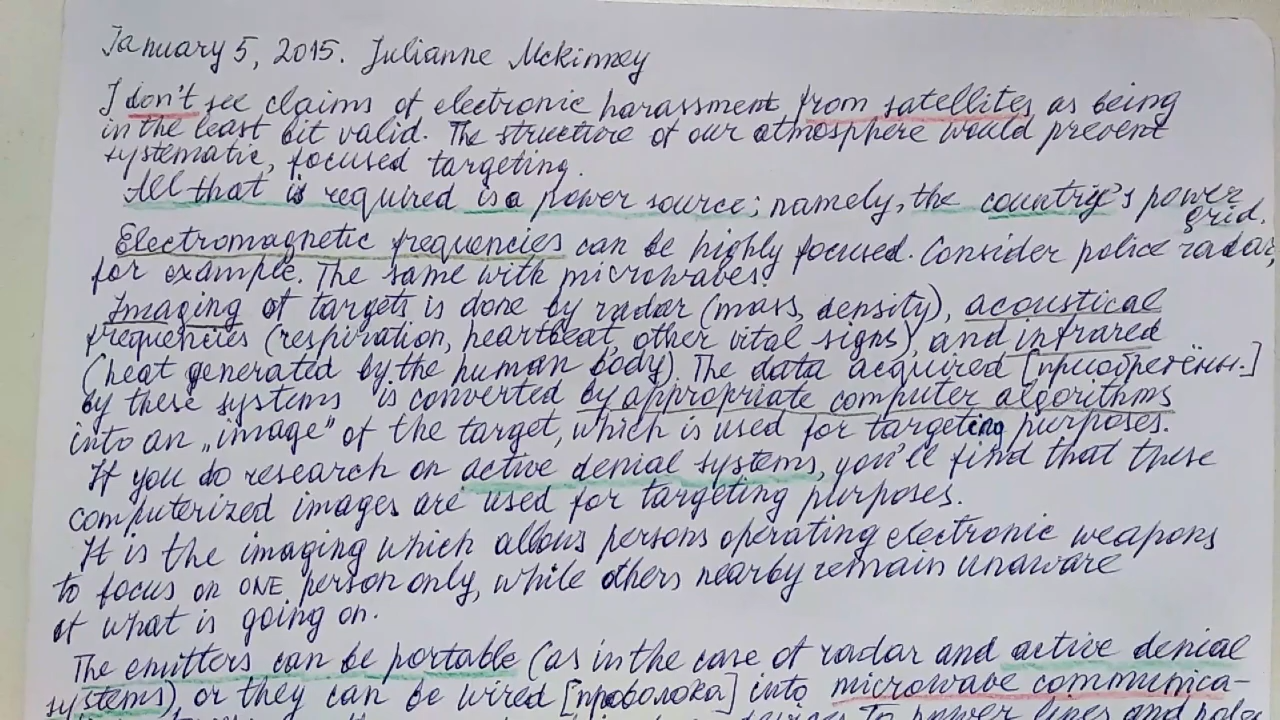 January 5, 2015. Julianne Mckinney
I don't see claims of electronic harassment from satellites as being
in the least bit valid. The structure of our atmosphere would prevent
systematic, focused targeting.
All that is required is a power source; namely, the country's power
grid.
Electromagnetic frequencies can be highly focused. Consider police radar,
for example. The same with microwaves.
Imaging of targets is done by radar (mass, density), acoustical
frequencies (respiration, heartbeat, other vital signs), and infrared
(heat generated by the human body). The data acquired [приобретённ.]
by these systems is converted by appropriate computer algorithms
into an „image" of the target, which is used for targeting purposes.
If you do research on active denial systems, you'll find that these
computerized images are used for targeting purposes.
It is the imaging which allows persons operating electronic weapons
to focus on ONE person only, while others nearby remain unaware
of what is going on.
The emitters can be portable (as in the case of radar and active denial
systems), or they can be wired [проволока] into microwave communica-
to power lines and poles